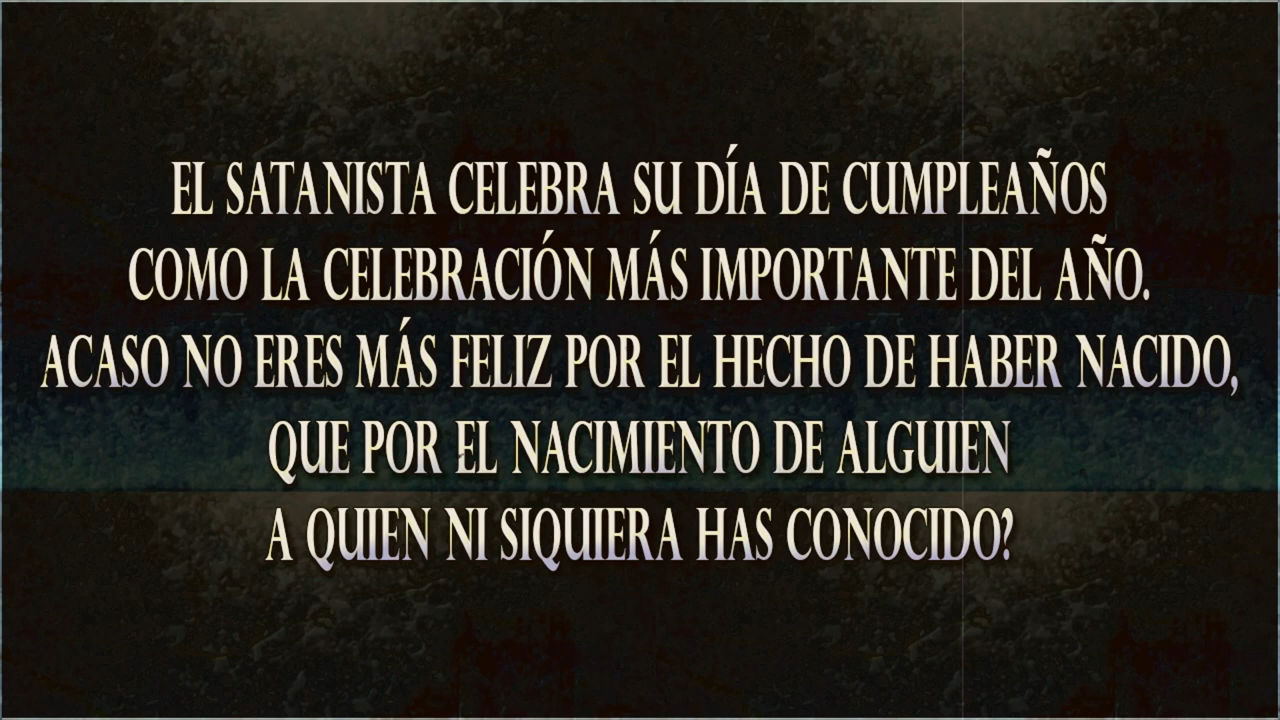 EL SATANISTA CELEBRA SU DÍA DE CUMPLEAÑOS
COMO LA CELEBRACIÓN MÁS IMPORTANTE DEL AÑO.
ACASO NO ERES MÁS FELIZ POR EL HECHO DE HABER NACIDO,
QUE POR EL NACIMIENTO DE ALGUIEN
A QUIEN NI SIQUIERA HAS CONOCIDO?